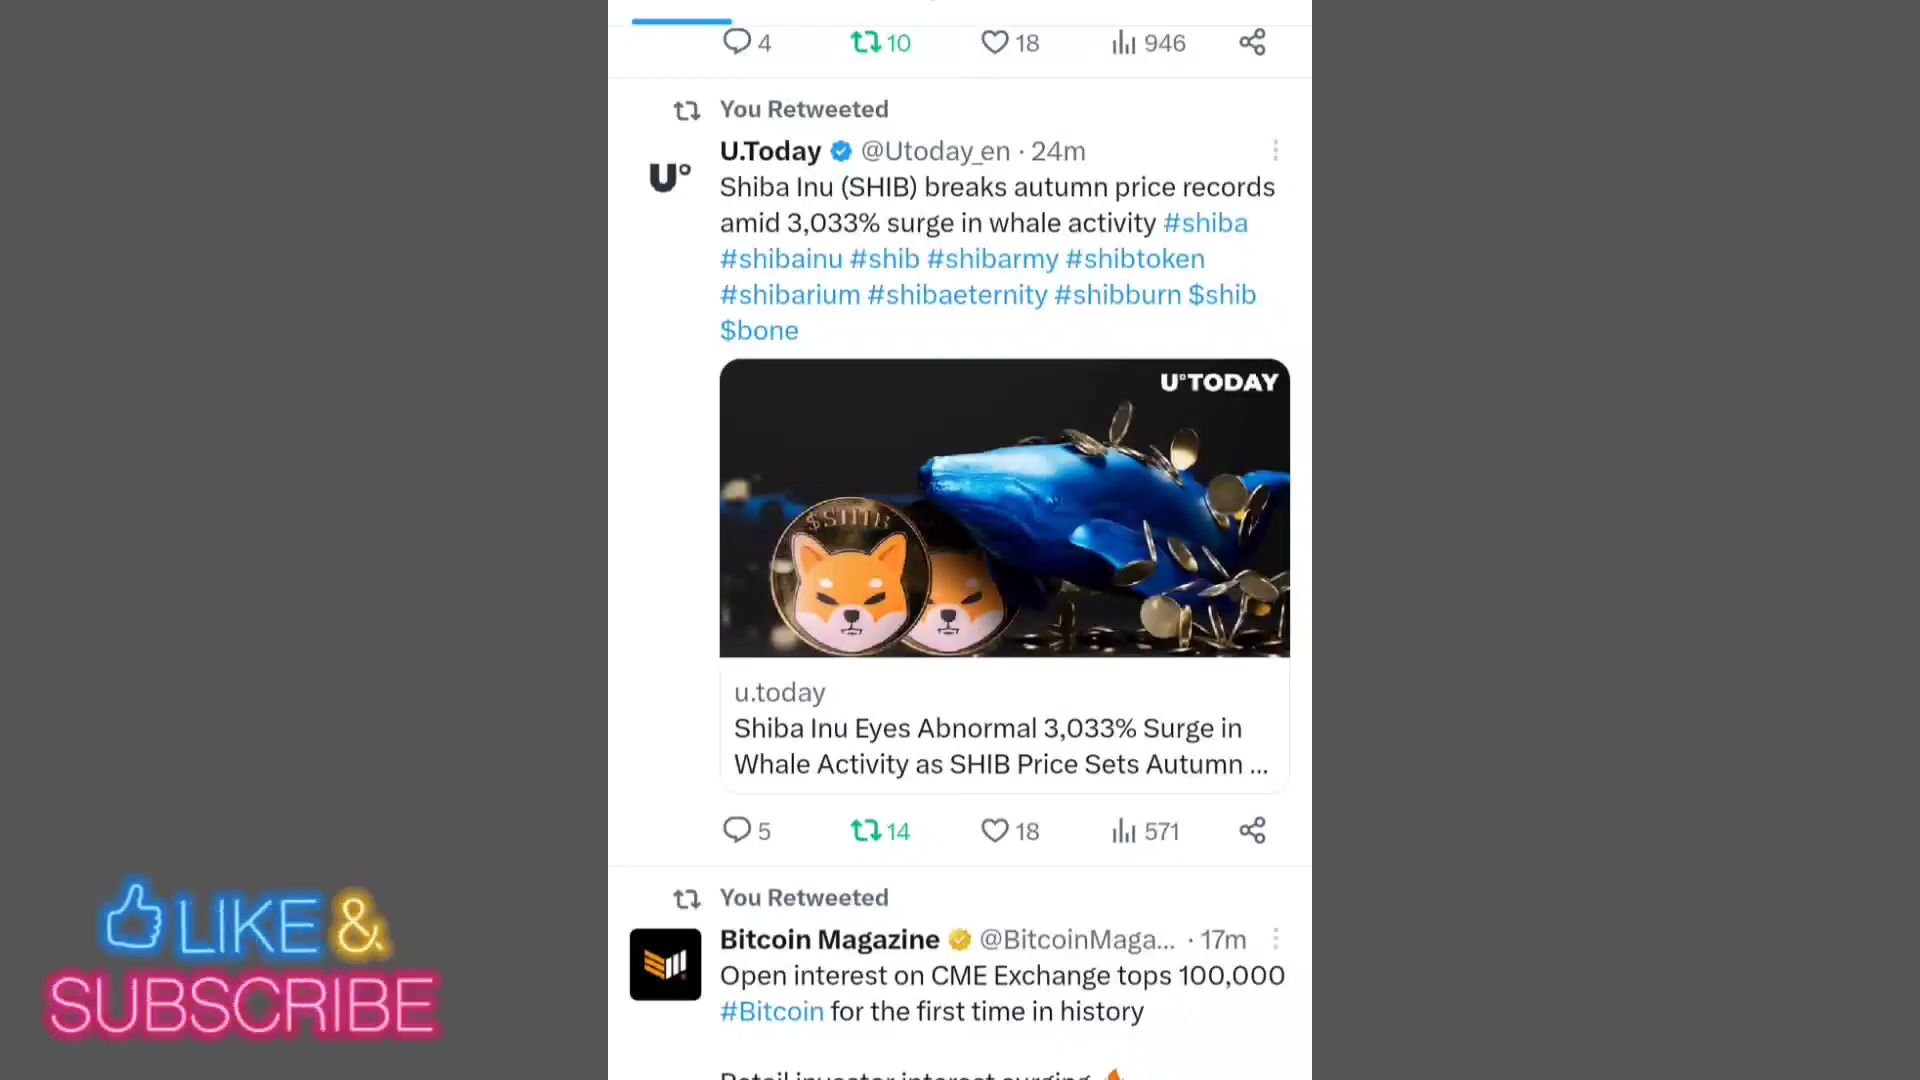 4 10 18 946
You Retweeted
U.Today @Utoday_en · 24m
U°
Shiba Inu (SHIB) breaks autumn price records
amid 3,033% surge in whale activity #shiba
#shibainu #shib #shibarmy #shibtoken
#shibarium #shibaeternity #shibburn $shib
$bone
U°TODAY
$SHIB
u.today
Shiba Inu Eyes Abnormal 3,033% Surge in
Whale Activity as SHIB Price Sets Autumn ...
5 14 18 571
You Retweeted
Bitcoin Magazine @BitcoinMaga... · 17m
Open interest on CME Exchange tops 100,000
#Bitcoin for the first time in history
Retail investor interest surging
LIKE &
SUBSCRIBE